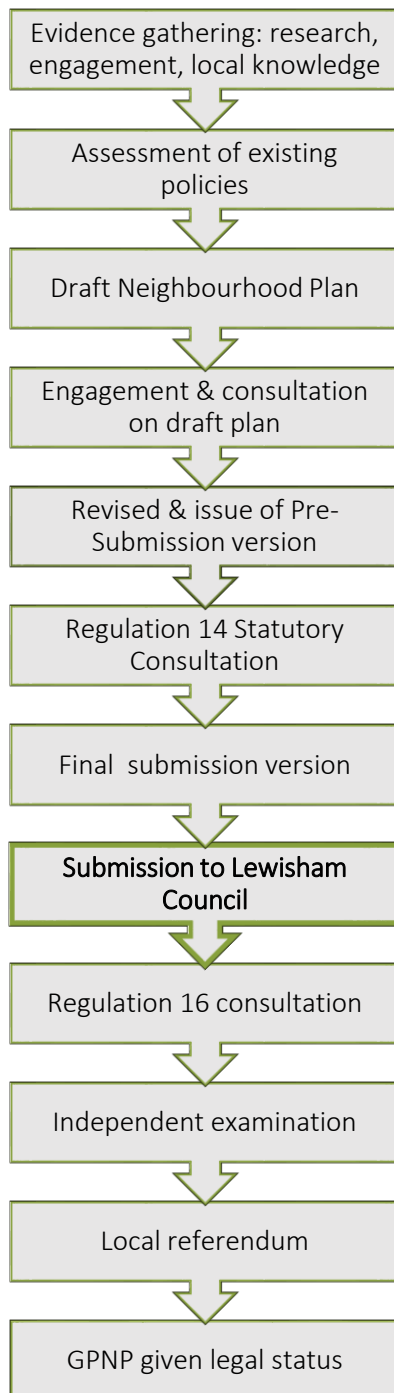 Evidence gathering: research,
engagement, local knowledge
Assessment of existing
policies
Draft Neighbourhood Plan
Engagement & consultation
on draft plan
Revised & issue of Pre-
Submission version
Regulation 14 Statutory
Consultation
Final submission version
Submission to Lewisham
Council
Regulation 16 consultation
Independent examination
Local referendum
GPNP given legal status